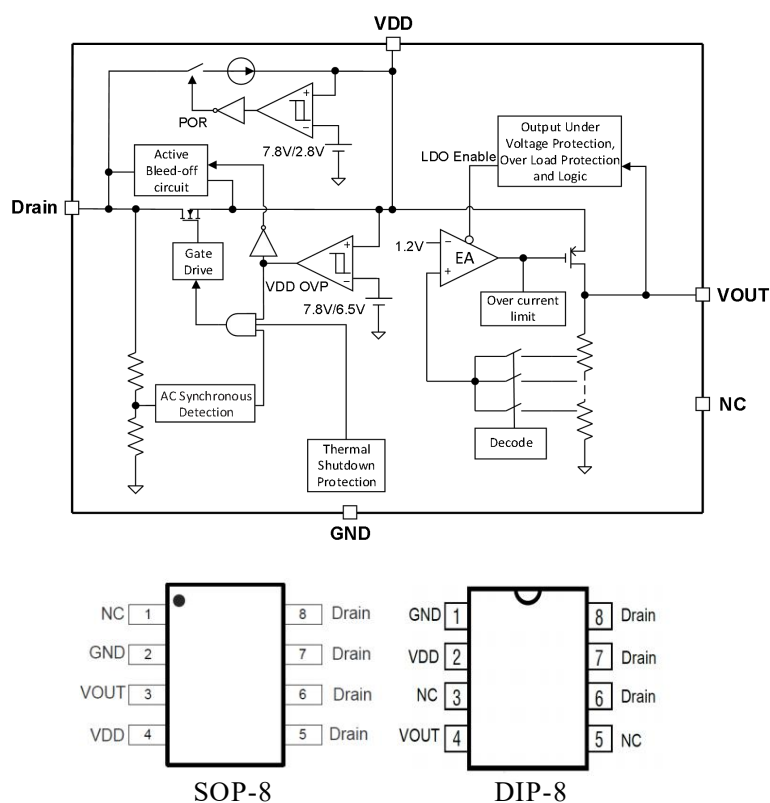 VDD
POR
+
−
7.8V/2.8V
Active
Bleed-off
circuit
Output Under
Voltage Protection,
Over Load Protection
and Logic
LDO Enable
Drain
Gate
Drive
VDD OVP
+
−
7.8V/6.5V
1.2V
−
+
EA
Over current
limit
VOUT
AC Synchronous
Detection
Thermal
Shutdown
Protection
Decode
NC
GND
NC 1
GND 2
VOUT 3
VDD 4
8 Drain
7 Drain
6 Drain
5 Drain
SOP-8
GND 1
VDD 2
NC 3
VOUT 4
8 Drain
7 Drain
6 Drain
5 NC
DIP-8